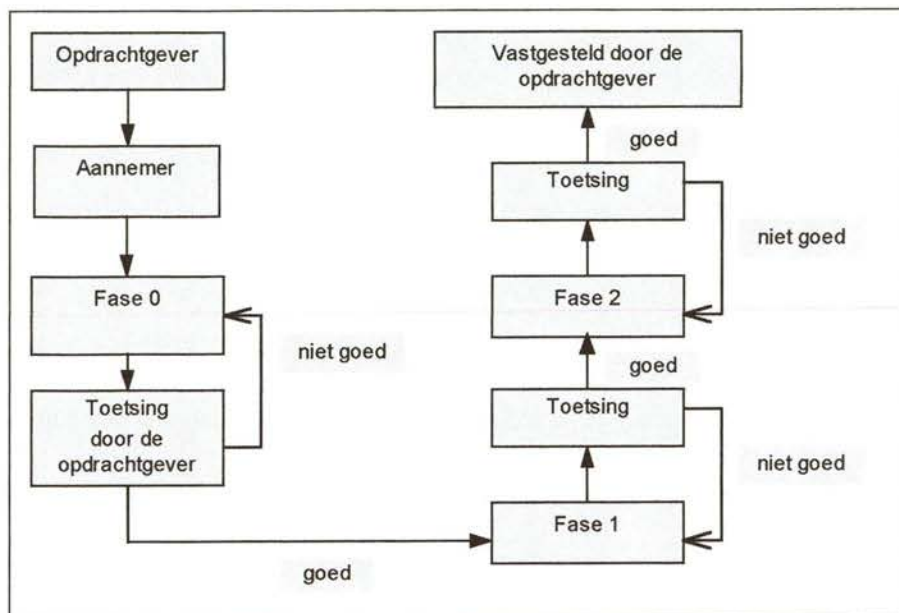 Opdrachtgever
Aannemer
Fase 0
niet goed
Toetsing
door de
opdrachtgever
goed
Vastgesteld door de
opdrachtgever
goed
Toetsing
niet goed
Fase 2
goed
Toetsing
niet goed
Fase 1